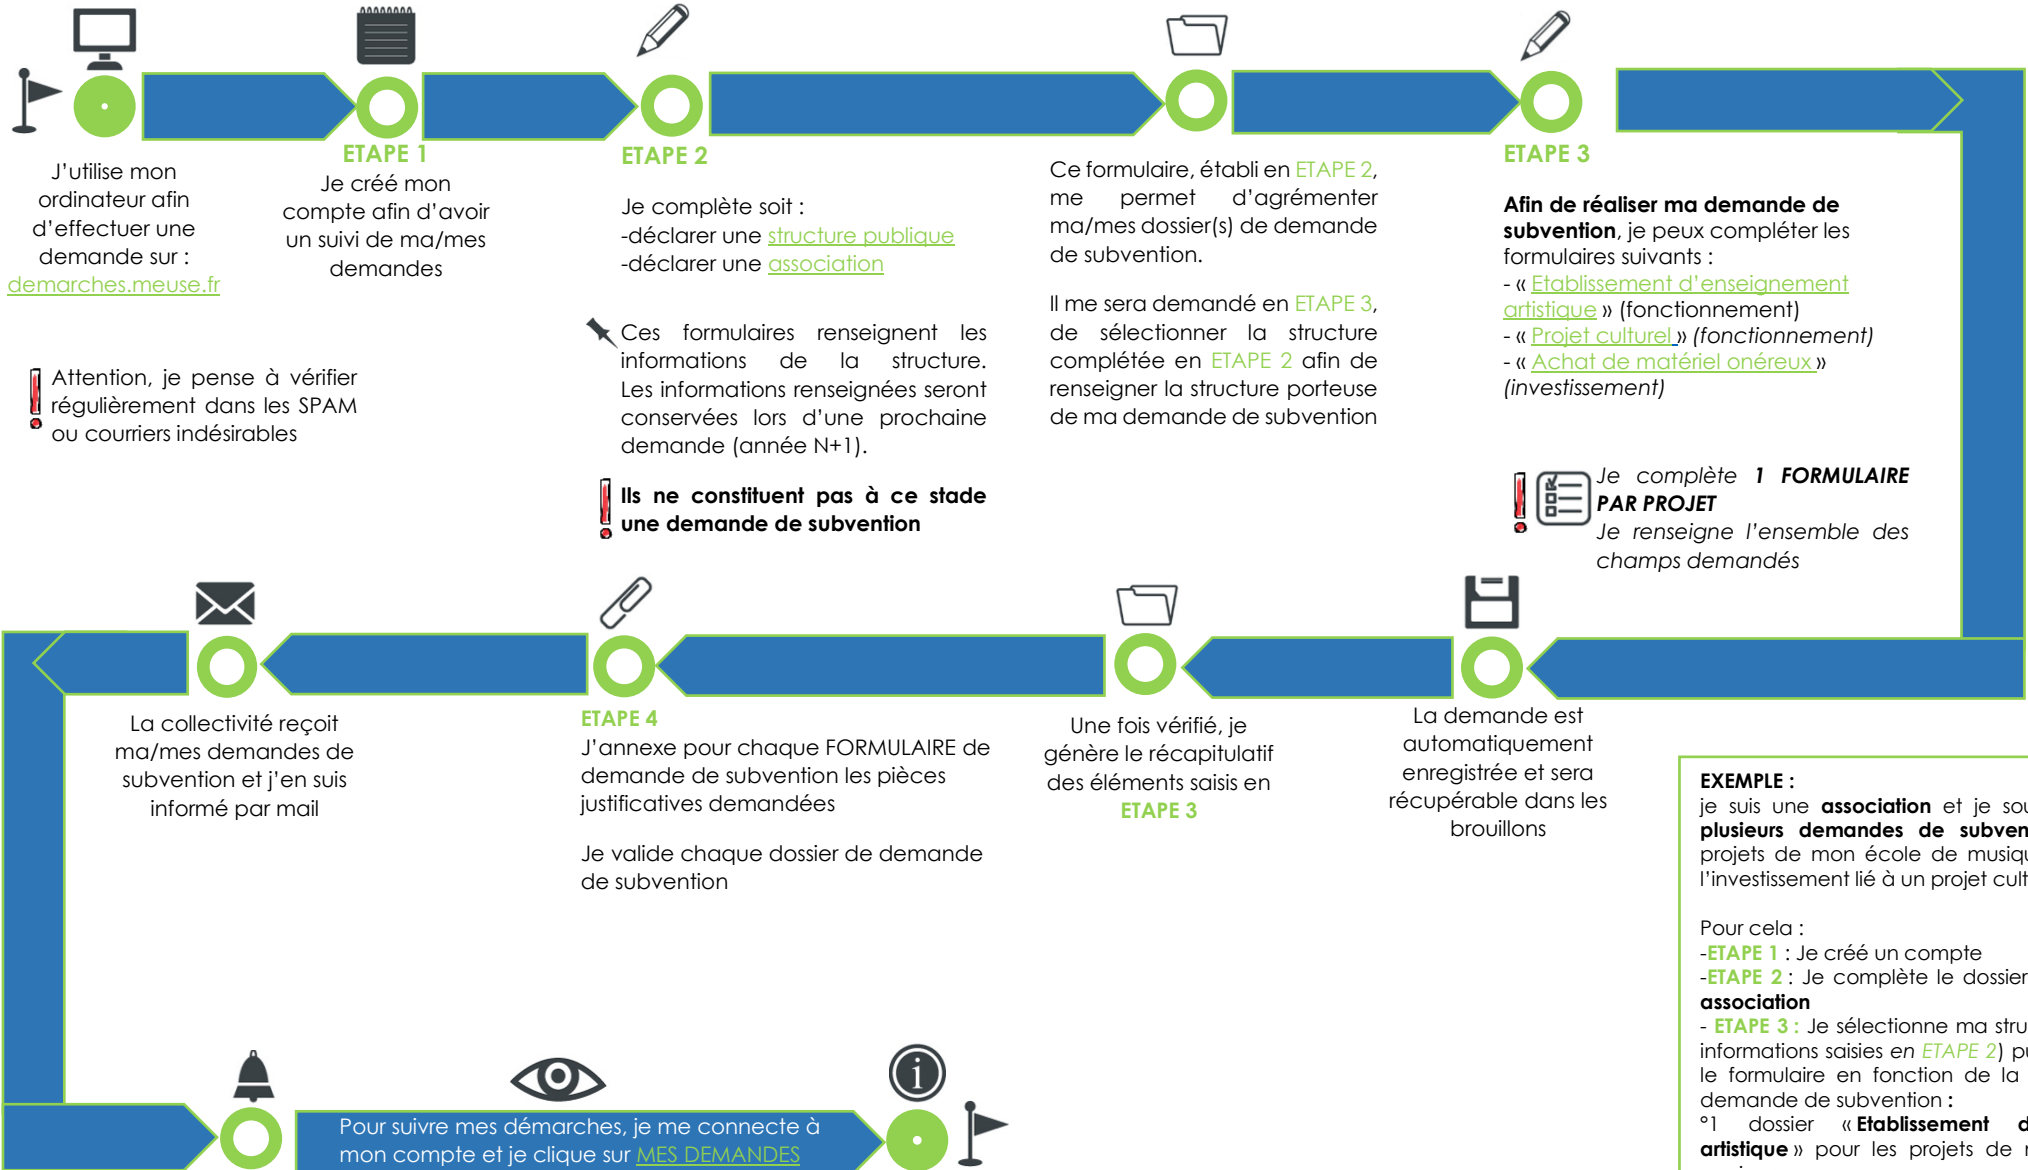 ETAPE 1
ETAPE 2
ETAPE 3
J'utilise mon
ordinateur afin
d'effectuer une
demande sur :
demarches.meuse.fr
Attention, je pense à vérifier
régulièrement dans les SPAM
ou courriers indésirables
Je créé mon
compte afin d'avoir
un suivi de ma/mes
demandes
Je complète soit :
-déclarer une structure publique
-déclarer une association
Ces formulaires renseignent les
informations de la structure.
Les informations renseignées seront
conservées lors d'une prochaine
demande (année N+1).
Ils ne constituent pas à ce stade
une demande de subvention
Ce formulaire, établi en ETAPE 2,
me permet d'agrémenter
ma/mes dossier(s) de demande
de subvention.
Il me sera demandé en ETAPE 3,
de sélectionner la structure
complétée en ETAPE 2 afin de
renseigner la structure porteuse
de ma demande de subvention
Afin de réaliser ma demande de
subvention, je peux compléter les
formulaires suivants :
- « Etablissement d'enseignement
artistique » (fonctionnement)
- « Projet culturel » (fonctionnement)
- « Achat de matériel onéreux »
(investissement)
Je complète 1 FORMULAIRE
PAR PROJET
Je renseigne l'ensemble des
champs demandés
La demande est
automatiquement
enregistrée et sera
récupérable dans les
brouillons
Une fois vérifié, je
génère le récapitulatif
des éléments saisis en
ETAPE 3
ETAPE 4
J'annexe pour chaque FORMULAIRE de
demande de subvention les pièces
justificatives demandées
Je valide chaque dossier de demande
de subvention
La collectivité reçoit
ma/mes demandes de
subvention et j'en suis
informé par mail
Pour suivre mes démarches, je me connecte à
mon compte et je clique sur MES DEMANDES
EXEMPLE :
je suis une association et je
plusieurs demandes de
projets de mon école de
l'investissement lié à un projet
Pour cela :
-ETAPE 1 : Je créé un compte
-ETAPE 2 : Je complète le dossier
association
- ETAPE 3 : Je sélectionne ma
informations saisies en ETAPE 2)
le formulaire en fonction de la
demande de subvention :
°1 dossier « Etablissement
artistique » pour les projets de